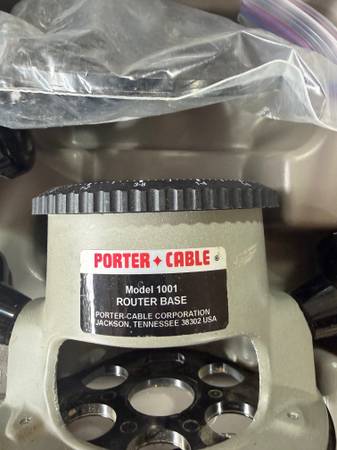 PORTER+CABLE®
Model 1001
ROUTER BASE
PORTER-CABLE CORPORATION
JACKSON, TENNESSEE 38302 USA